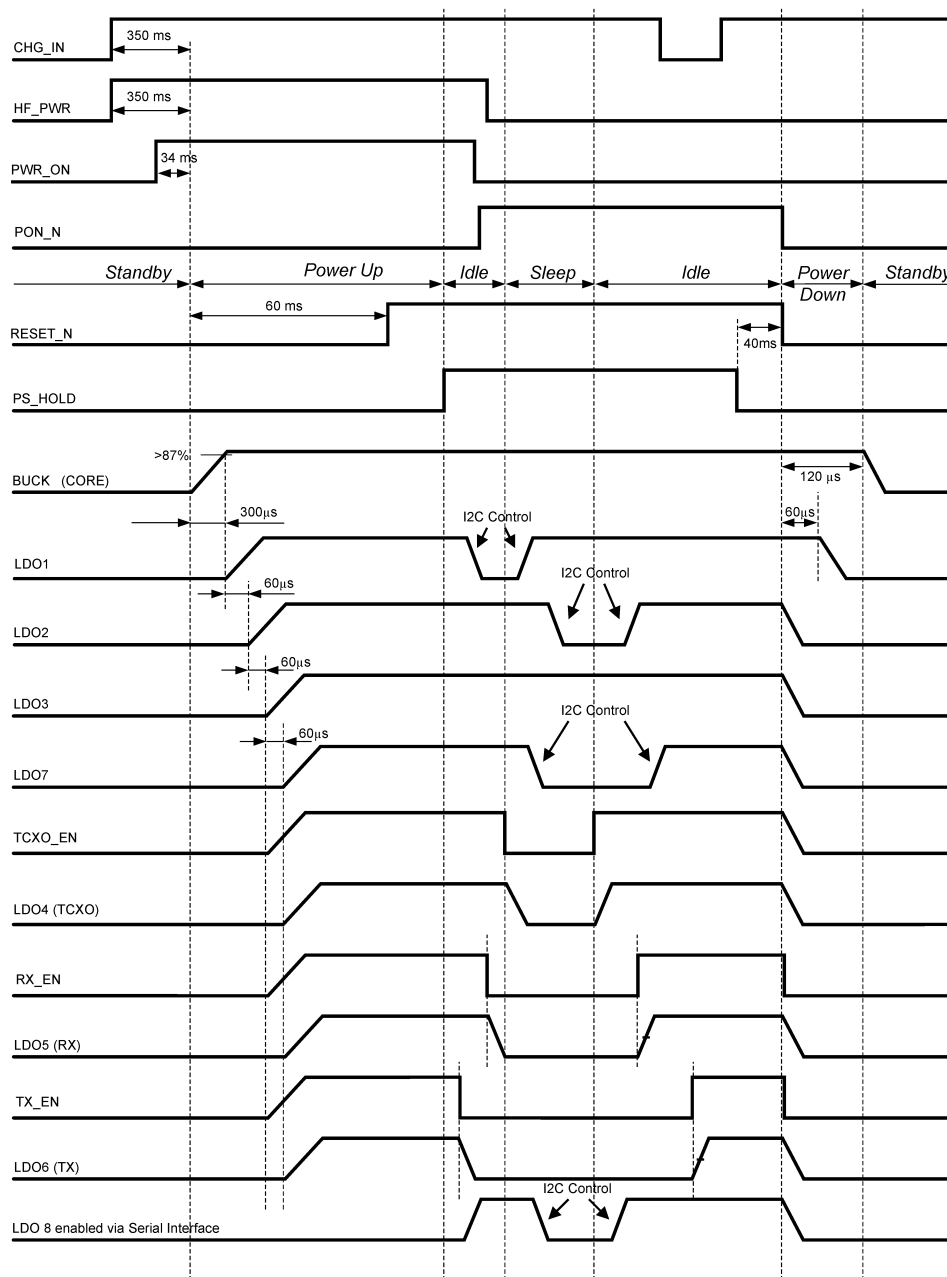 CHG_IN
350 ms
HF_PWR
350 ms
PWR_ON
34 ms
PON_N
Standby
Power Up
Idle
Sleep
Idle
Power
Down
Standby
RESET_N
60 ms
40ms
PS_HOLD
>87%
BUCK (CORE)
120 µs
300µs
I2C Control
60µs
LDO1
60µs
I2C Control
LDO2
60µs
LDO3
60µs
I2C Control
LDO7
TCXO_EN
LDO4 (TCXO)
RX_EN
LDO5 (RX)
TX_EN
LDO6 (TX)
I2C Control
LDO 8 enabled via Serial Interface